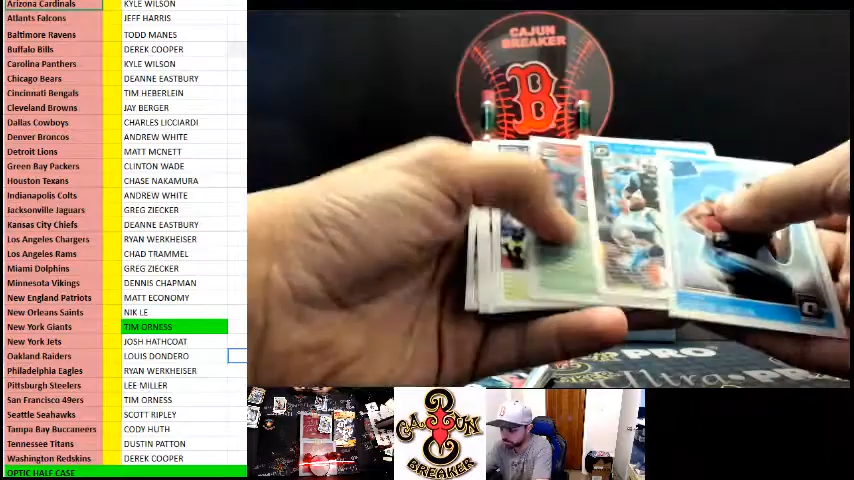 Arizona Cardinals KYLE WILSON
Atlants Falcons JEFF HARRIS
Baltimore Ravens TODD MANES
Buffalo Bills DEREK COOPER
Carolina Panthers KYLE WILSON
Chicago Bears DEANNE EASTBURY
Cincinnati Bengals TIM HEBERLEIN
Cleveland Browns JAY BERGER
Dallas Cowboys CHARLES LICCIARDI
Denver Broncos ANDREW WHITE
Detroit Lions MATT MCNETT
Green Bay Packers CLINTON WADE
Houston Texans CHASE NAKAMURA
Indianapolis Colts ANDREW WHITE
Jacksonville Jaguars GREG ZIECKER
Kansas City Chiefs DEANNE EASTBURY
Los Angeles Chargers RYAN WERKHEISER
Los Angeles Rams CHAD TRAMMEL
Miami Dolphins GREG ZIECKER
Minnesota Vikings DENNIS CHAPMAN
New England Patriots MATT ECONOMY
New Orleans Saints NIK LE
New York Giants TIM ORNESS
New York Jets JOSH HATHCOAT
Oakland Raiders LOUIS DONDERO
Philadelphia Eagles RYAN WERKHEISER
Pittsburgh Steelers LEE MILLER
San Francisco 49ers TIM ORNESS
Seattle Seahawks SCOTT RIPLEY
Tampa Bay Buccaneers CODY HUTH
Tennessee Titans DUSTIN PATTON
Washington Redskins DEREK COOPER
OPTIC HALF CASE
CAJUN
BREAKER
B
PRO
Ultra PRO
CAJUN
BREAKER